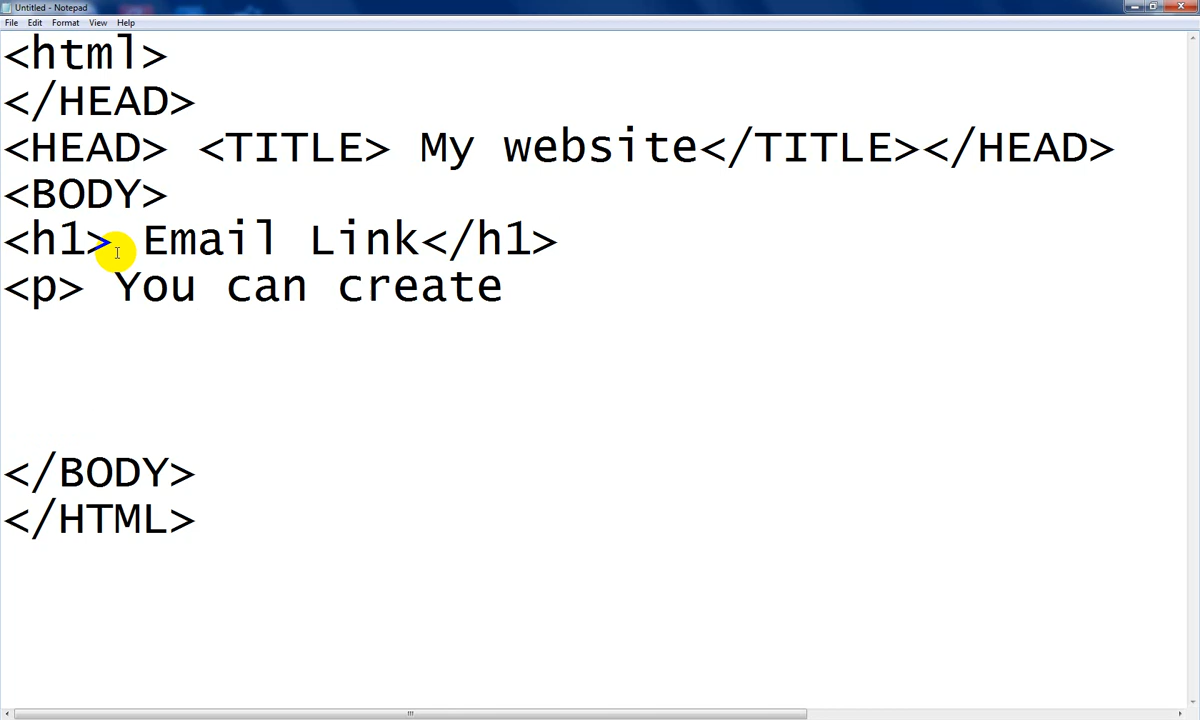 Untitled - Notepad
File Edit Format View Help
<html>
</HEAD>
<HEAD> <TITLE> My website</TITLE></HEAD>
<BODY>
<h1> Email Link</h1>
<p> You can create
</BODY>
</HTML>